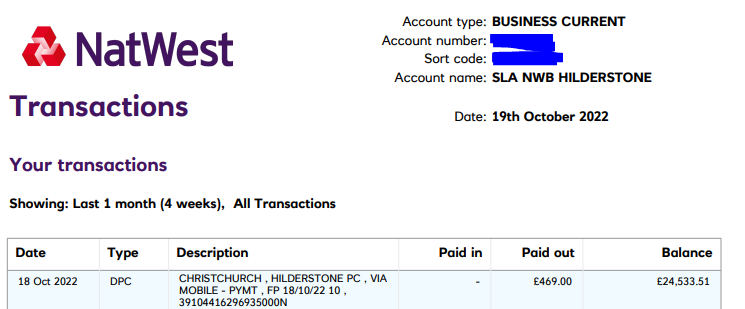 NatWest
Account type: BUSINESS CURRENT
Account number:
Sort code:
Account name: SLA NWB HILDERSTONE
Transactions
Date: 19th October 2022
Your transactions
Showing: Last 1 month (4 weeks), All Transactions
Date Type Description Paid in Paid out Balance
18 Oct 2022 DPC CHRISTCHURCH , HILDERSTONE PC , VIA - £469.00 £24,533.51
MOBILE - PYMT , FP 18/10/22 10 ,
39104416296935000N